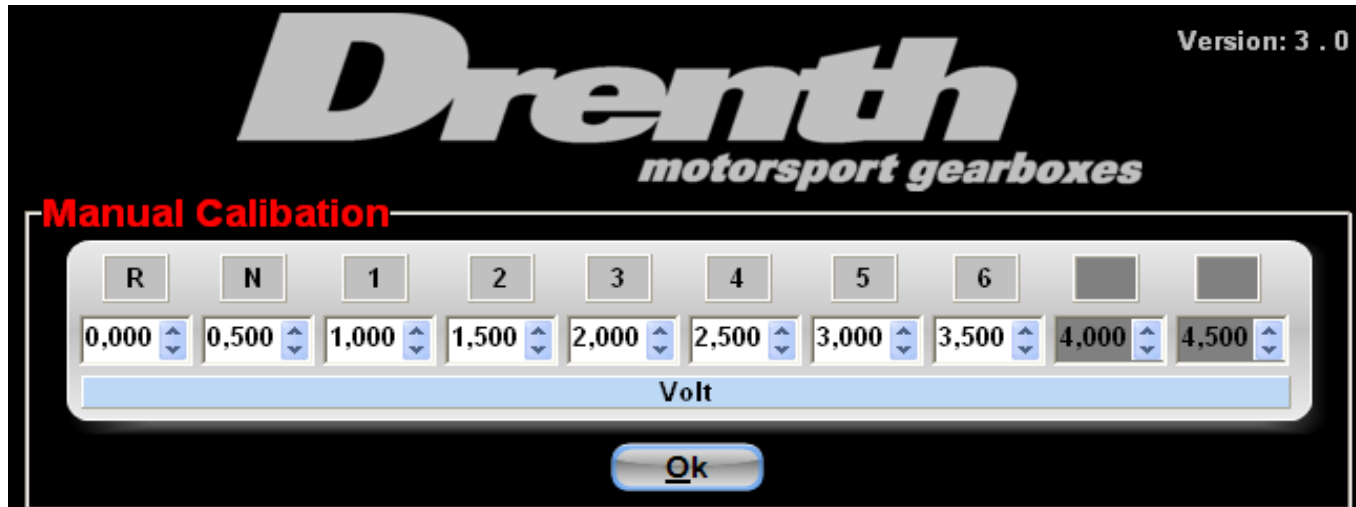 Drenth
Version: 3 . 0
motorsport gearboxes
Manual Calibation
R N 1 2 3 4 5 6
0,000 0,500 1,000 1,500 2,000 2,500 3,000 3,500 4,000 4,500
Volt
Ok